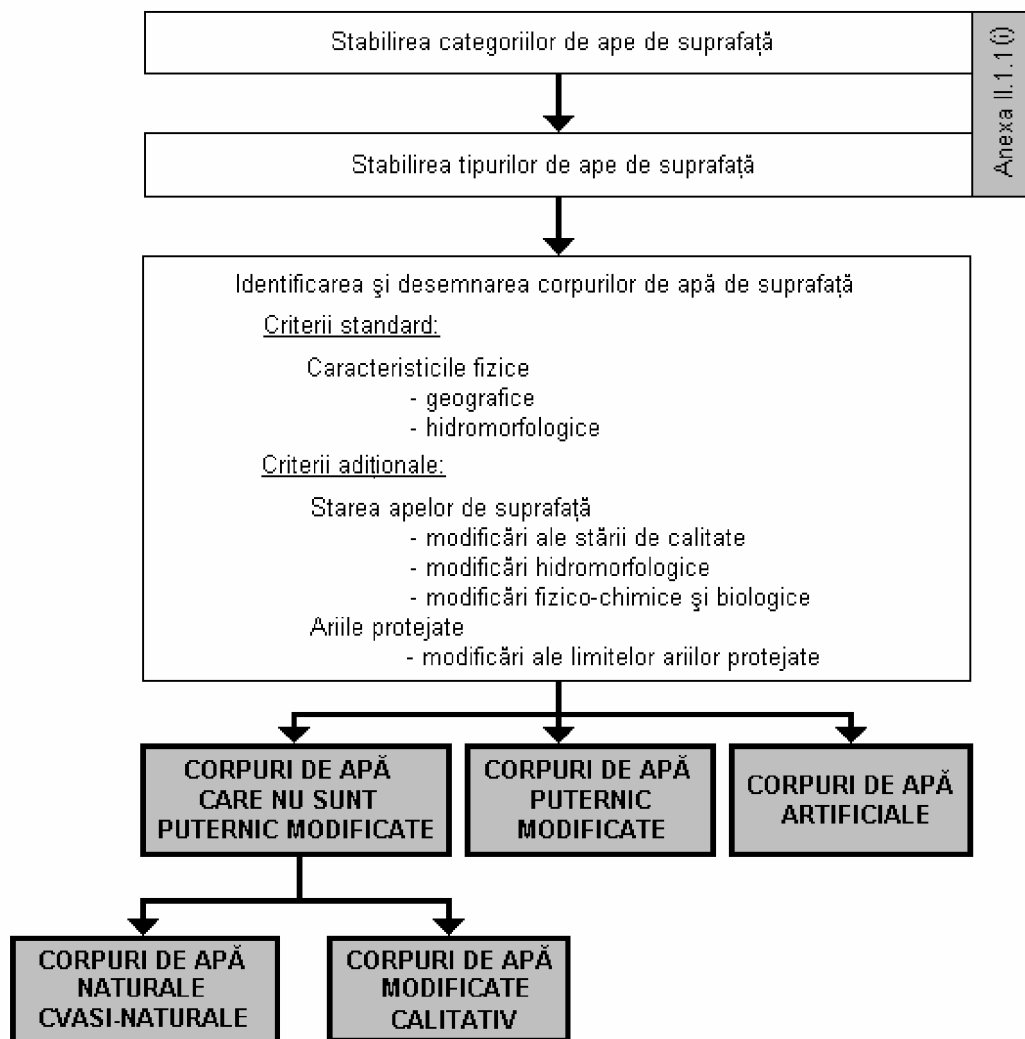 Stabilirea categoriilor de ape de suprafață
Anexa II.1.1(i)
Stabilirea tipurilor de ape de suprafață
Identificarea şi desemnarea corpurilor de apă de suprafață
Criterii standard:
Caracteristicile fizice
- geografice
- hidromorfologice
Criterii adiționale:
Starea apelor de suprafață
- modificări ale stării de calitate
- modificări hidromorfologice
- modificări fizico-chimice şi biologice
Ariile protejate
- modificări ale limitelor ariilor protejate
CORPURI DE APĂ
CARE NU SUNT
PUTERNIC MODIFICATE
CORPURI DE APĂ
PUTERNIC
MODIFICATE
CORPURI DE APĂ
ARTIFICIALE
CORPURI DE APĂ
NATURALE
CVASI-NATURALE
CORPURI DE APĂ
MODIFICATE
CALITATIV